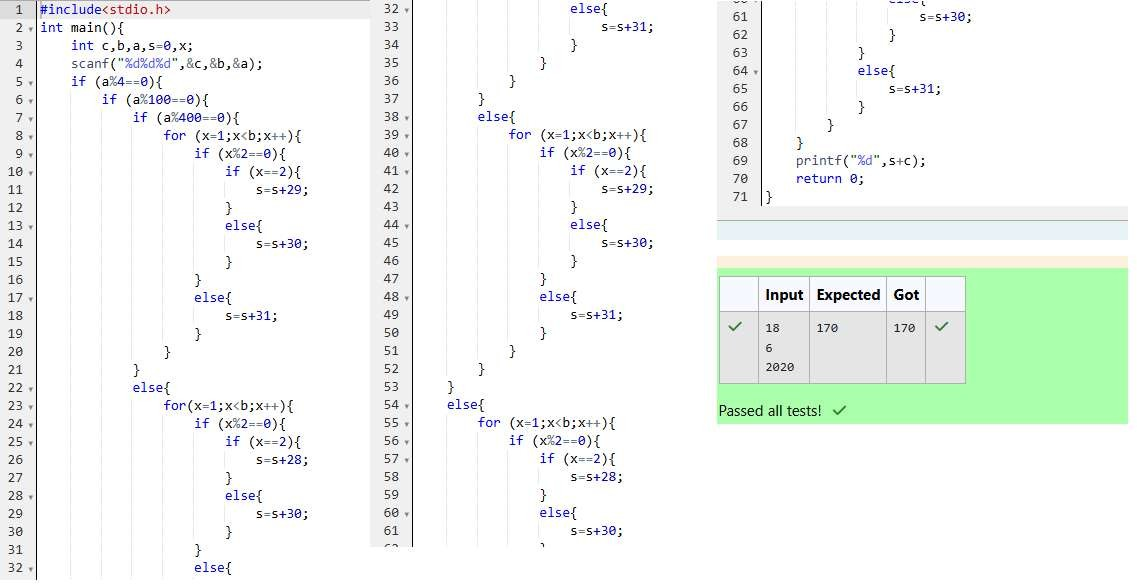 1 #include<stdio.h>
2 int main(){
3 int c,b,a,s=0,x;
4 scanf("%d%d%d",&c,&b,&a);
5 if (a%4==0){
6 if (a%100==0){
7 if (a%400==0){
8 for (x=1;x<b;x++){
9 if (x%2==0){
10 if (x==2){
11 s=s+29;
12 }
13 else{
14 s=s+30;
15 }
16 }
17 else{
18 s=s+31;
19 }
20 }
21 }
22 else{
23 for(x=1;x<b;x++){
24 if (x%2==0){
25 if (x==2){
26 s=s+28;
27 }
28 else{
29 s=s+30;
30 }
31 }
32 else{
32 else{
33 s=s+31;
34 }
35 }
36 }
37 }
38 else{
39 for (x=1;x<b;x++){
40 if (x%2==0){
41 if (x==2){
42 s=s+29;
43 }
44 else{
45 s=s+30;
46 }
47 }
48 else{
49 s=s+31;
50 }
51 }
52 }
53 }
54 else{
55 for (x=1;x<b;x++){
56 if (x%2==0){
57 if (x==2){
58 s=s+28;
59 }
60 else{
61 s=s+30;
61 s=s+30;
62 }
63 }
64 else{
65 s=s+31;
66 }
67 }
68 }
69 printf("%d",s+c);
70 return 0;
71 }
Input Expected Got
18 170 170
6
2020
Passed all tests!